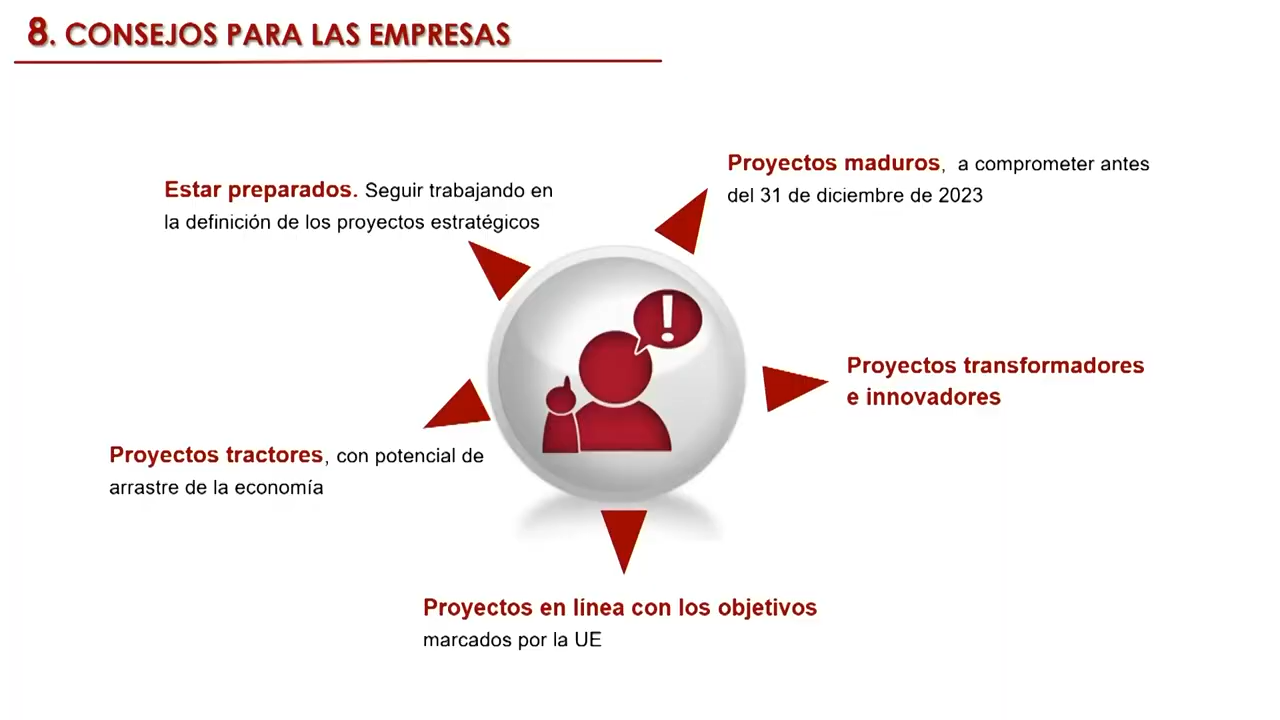 8. CONSEJOS PARA LAS EMPRESAS
Estar preparados. Seguir trabajando en
la definición de los proyectos estratégicos
Proyectos maduros, a comprometer antes
del 31 de diciembre de 2023
!
Proyectos transformadores
e innovadores
Proyectos tractores, con potencial de
arrastre de la economía
Proyectos en línea con los objetivos
marcados por la UE